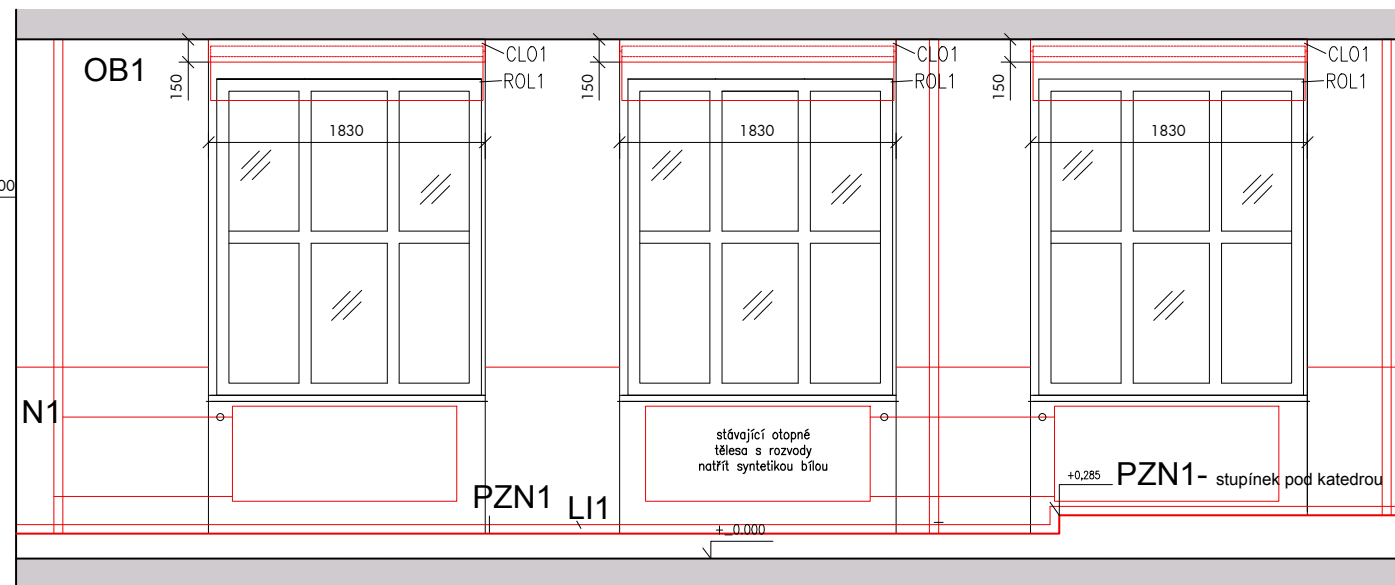 OB1
150
CLO1
ROL1
1830
150
CLO1
ROL1
1830
150
CLO1
ROL1
1830
00
N1
stávající otopné
tělesa s rozvody
natřít syntetikou bílou
PZN1
LI1
+_0.000
+0,285
PZN1- stupínek pod katedrou